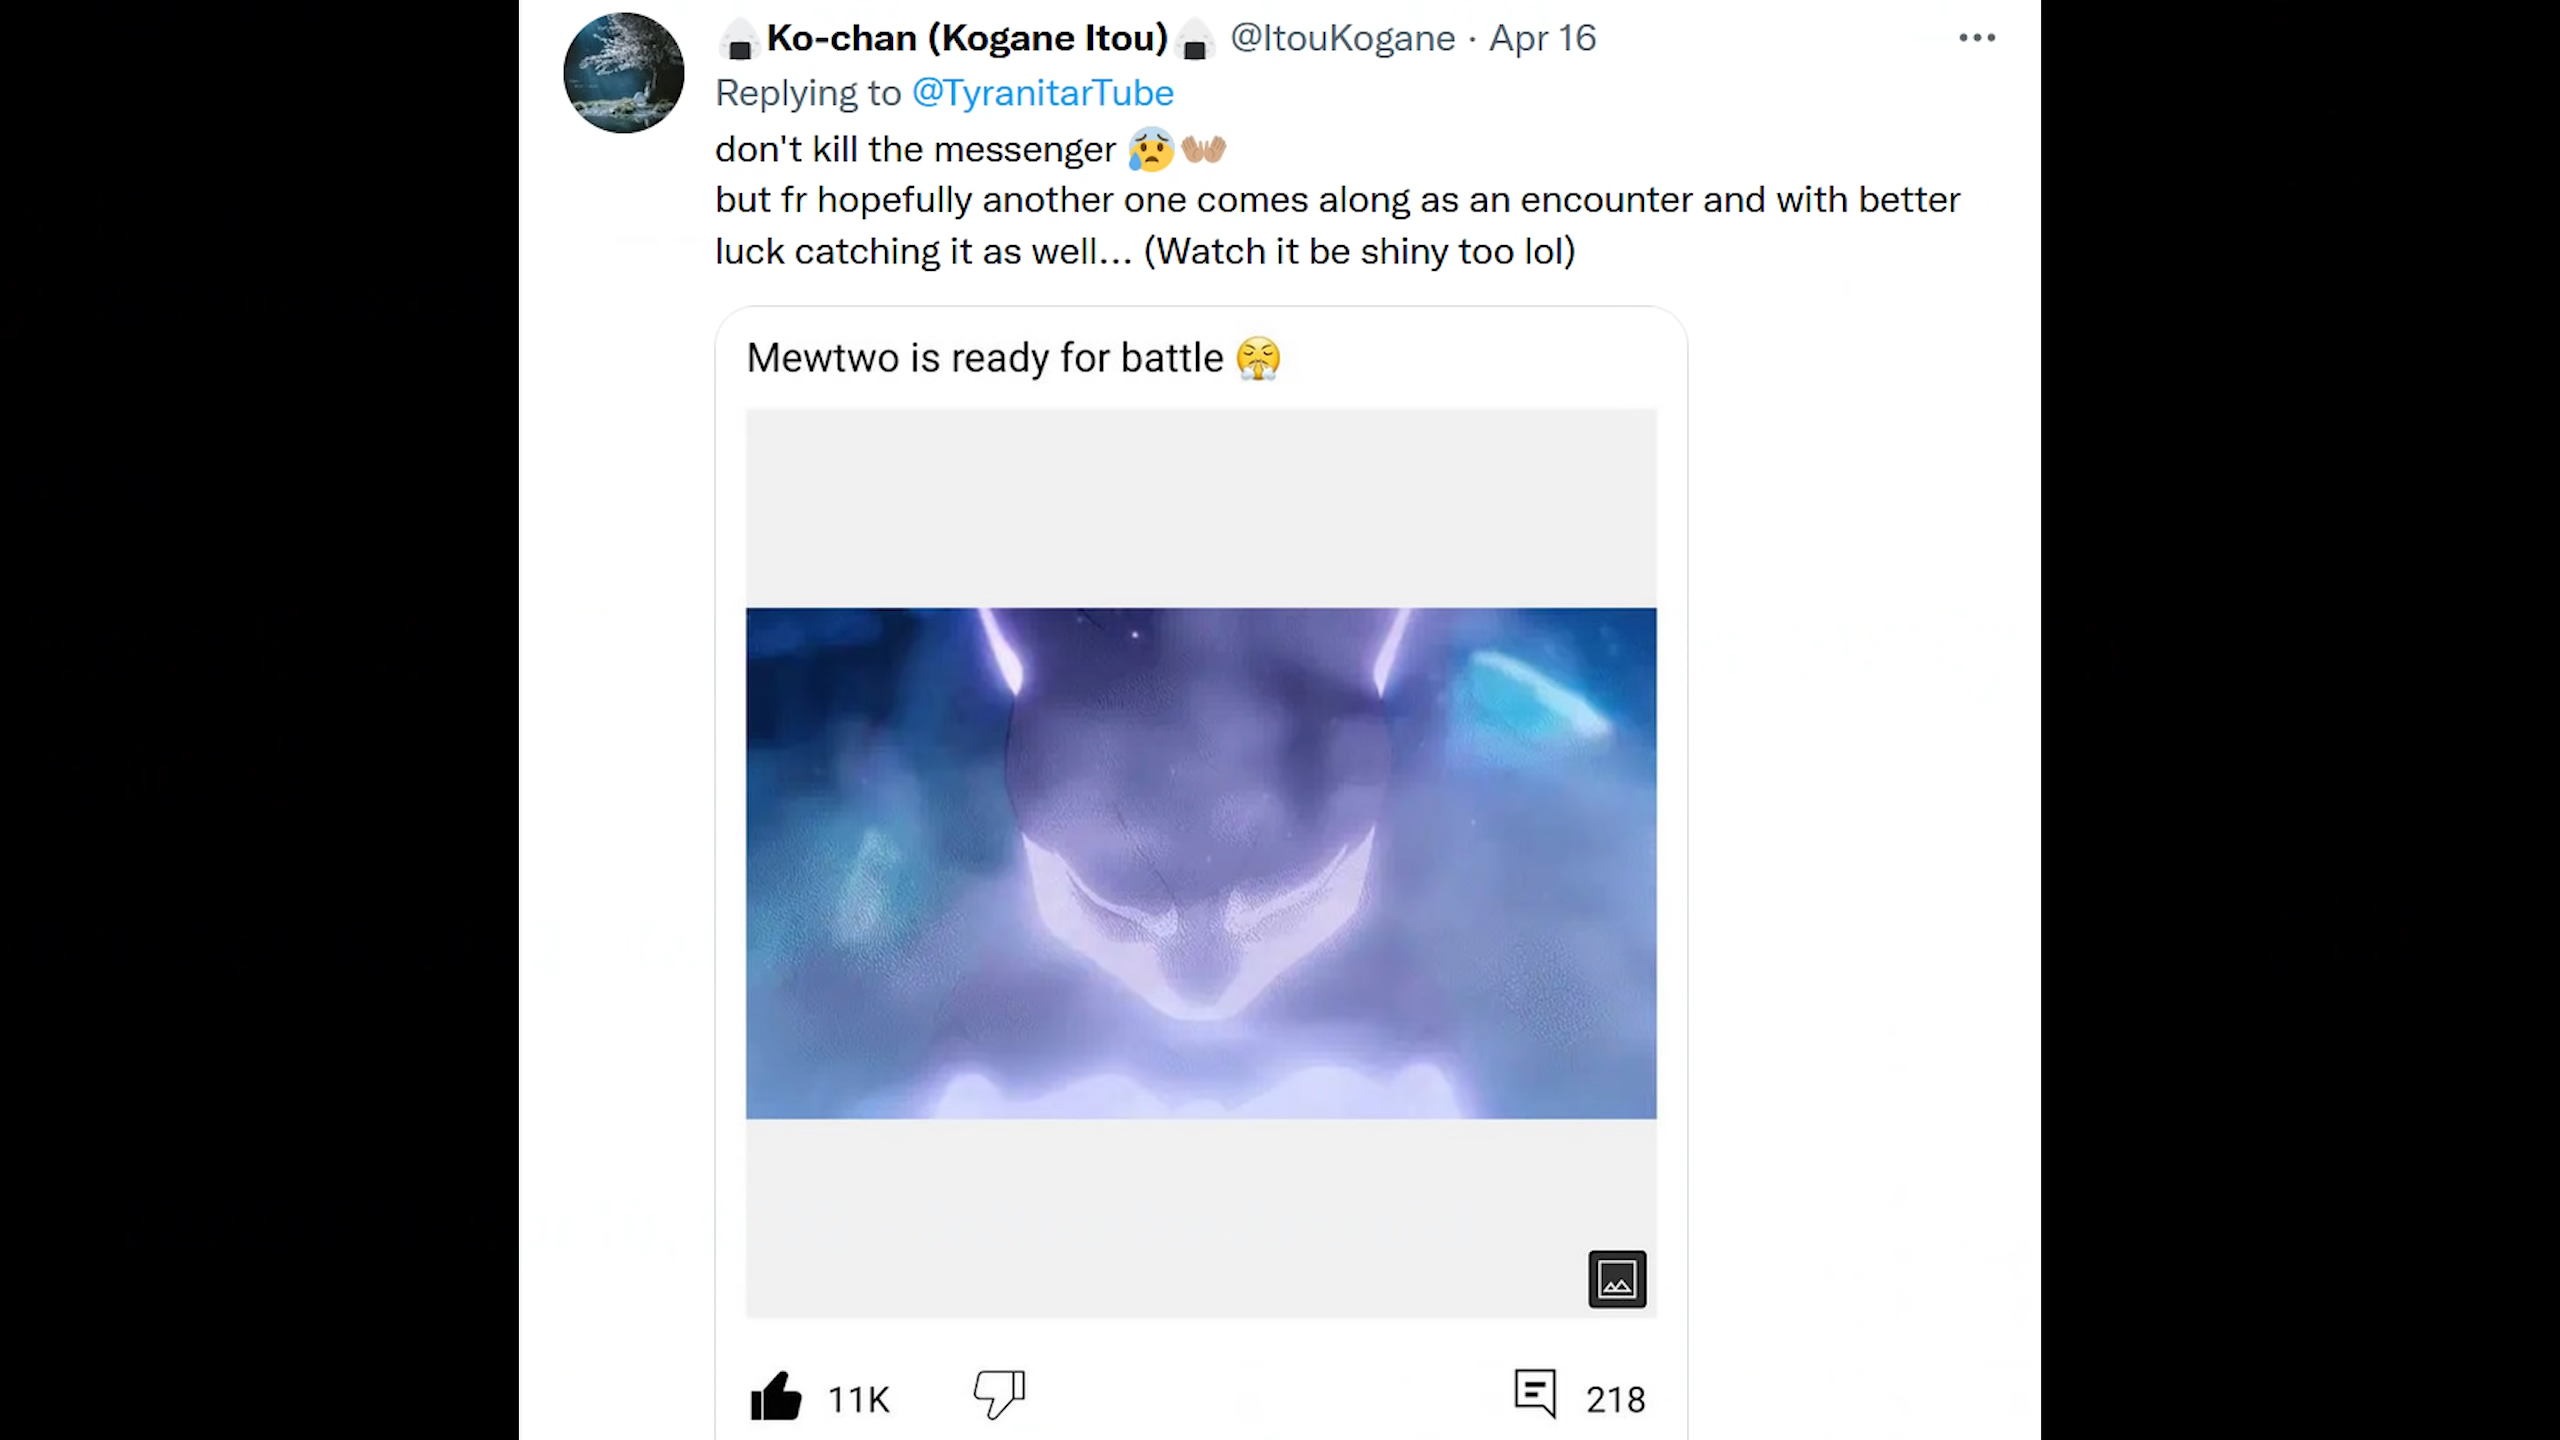 🍙Ko-chan (Kogane Itou)🍙 @ItouKogane · Apr 16
Replying to @TyranitarTube
don't kill the messenger 😰👐🏽
but fr hopefully another one comes along as an encounter and with better
luck catching it as well... (Watch it be shiny too lol)
Mewtwo is ready for battle 😤
11K
218